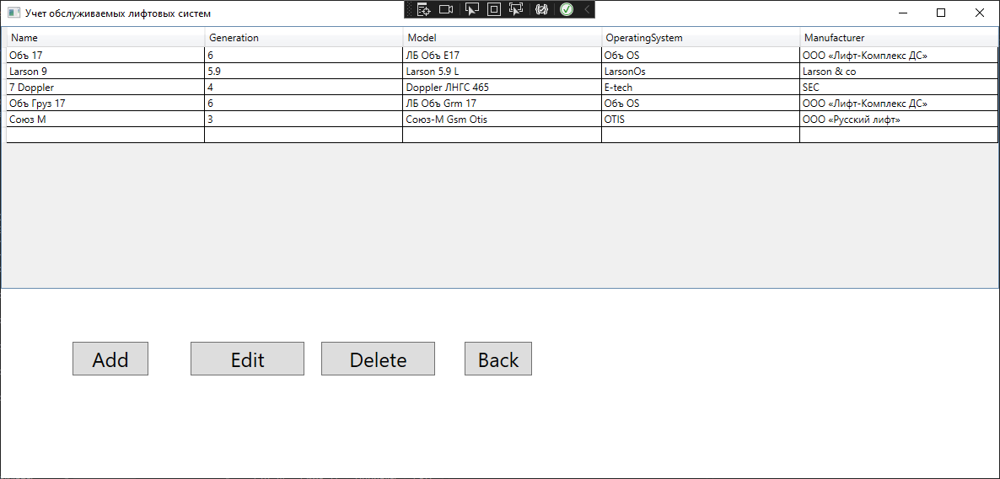 Учет обслуживаемых лифтовых систем
Name Generation Model OperatingSystem Manufacturer
Объ 17 6 ЛБ Объ E17 Объ OS ООО «Лифт-Комплекс ДС»
Larson 9 5.9 Larson 5.9 L LarsonOs Larson & co
7 Doppler 4 Doppler ЛНГС 465 E-tech SEC
Объ Груз 17 6 ЛБ Объ Grm 17 Объ OS ООО «Лифт-Комплекс ДС»
Союз М 3 Союз-М Gsm Otis OTIS ООО «Русский лифт»
Add Edit Delete Back